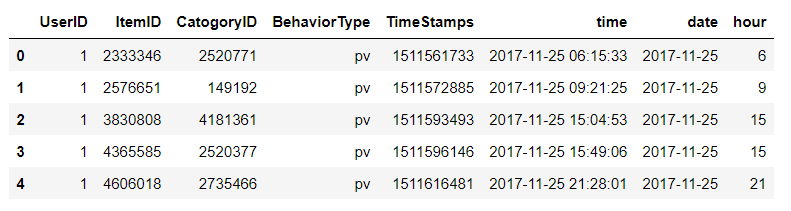 UserID ItemID CatogoryID BehaviorType TimeStamps time date hour
0 1 2333346 2520771 pv 1511561733 2017-11-25 06:15:33 2017-11-25 6
1 1 2576651 149192 pv 1511572885 2017-11-25 09:21:25 2017-11-25 9
2 1 3830808 4181361 pv 1511593493 2017-11-25 15:04:53 2017-11-25 15
3 1 4365585 2520377 pv 1511596146 2017-11-25 15:49:06 2017-11-25 15
4 1 4606018 2735466 pv 1511616481 2017-11-25 21:28:01 2017-11-25 21